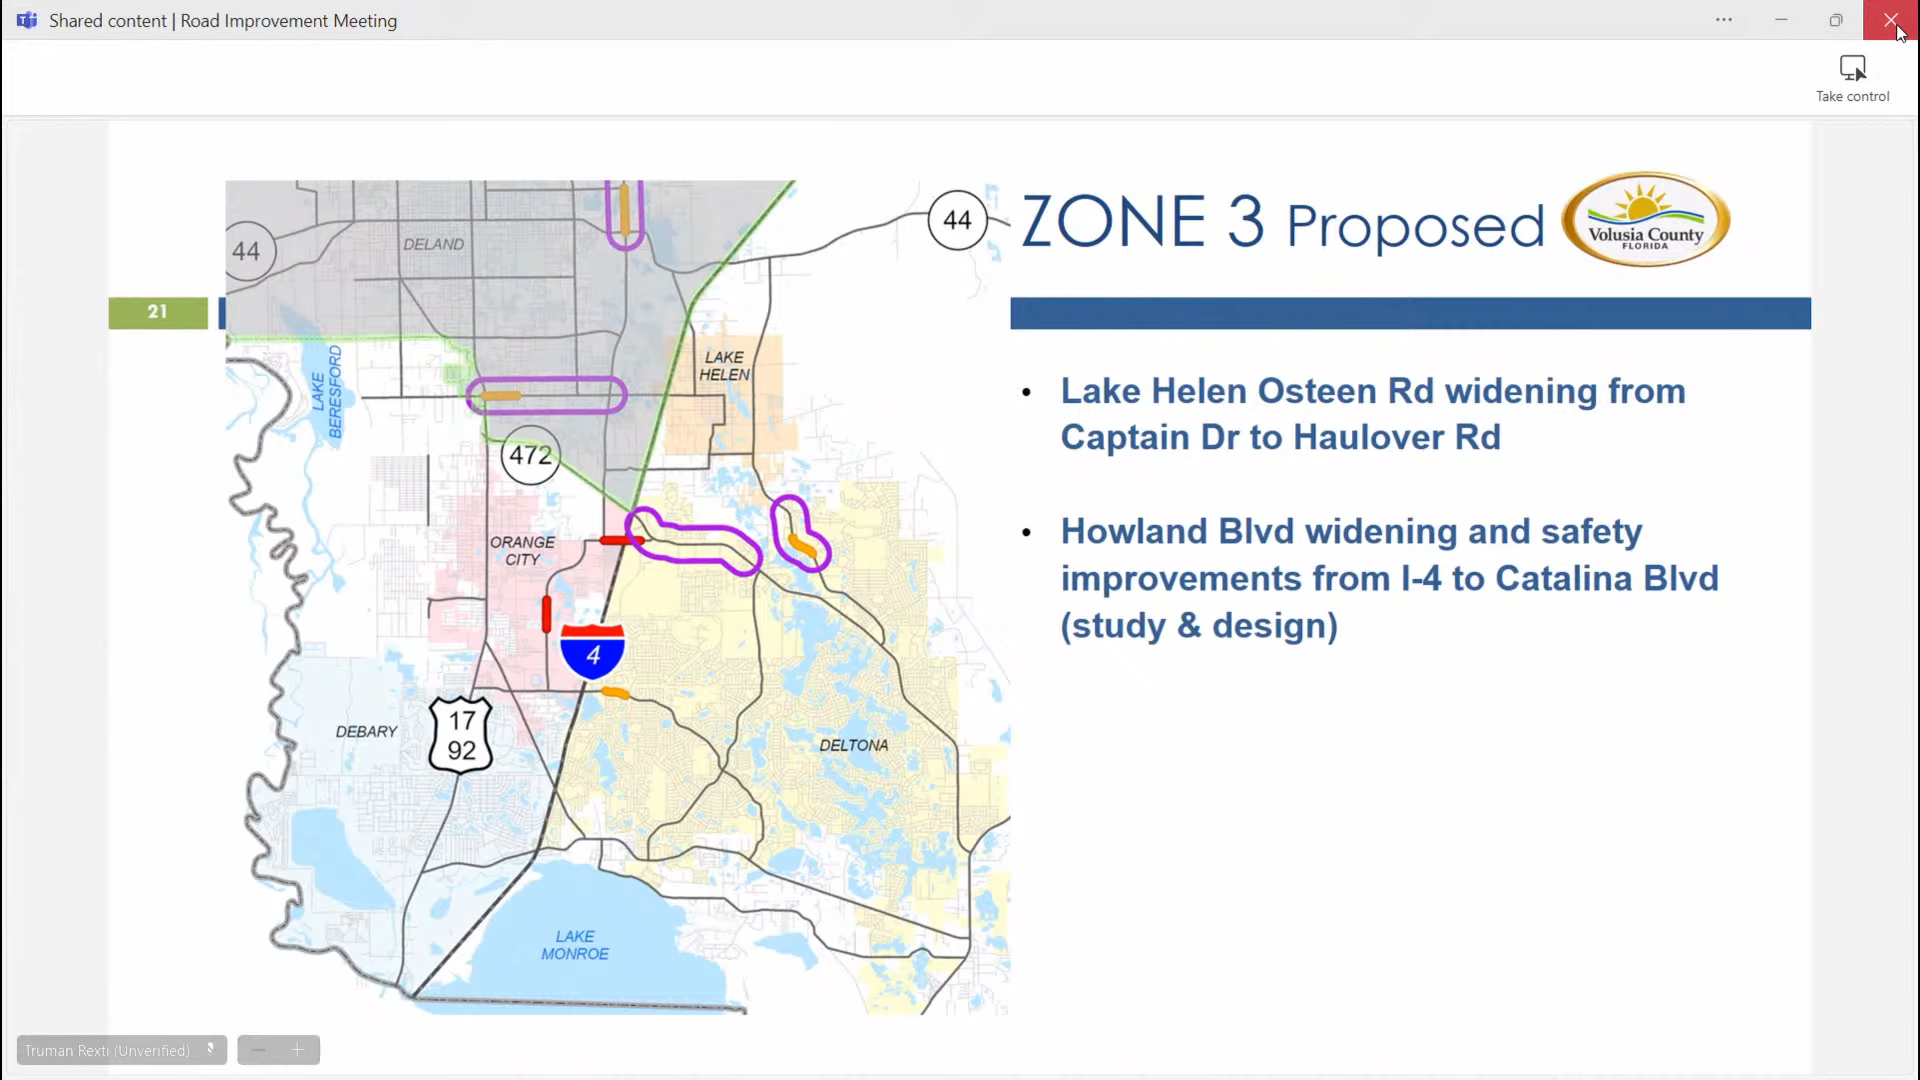 Shared content | Road Improvement Meeting
Take control
ZONE 3 Proposed
Volusia County
FLORIDA
21
44
44
DELAND
LAKE
HELEN
LAKE
BERESFORD
472
ORANGE
CITY
4
DEBARY
17
92
DELTONA
LAKE
MONROE
• Lake Helen Osteen Rd widening from
Captain Dr to Haulover Rd
• Howland Blvd widening and safety
improvements from I-4 to Catalina Blvd
(study & design)
Truman Rexti (Unverified)